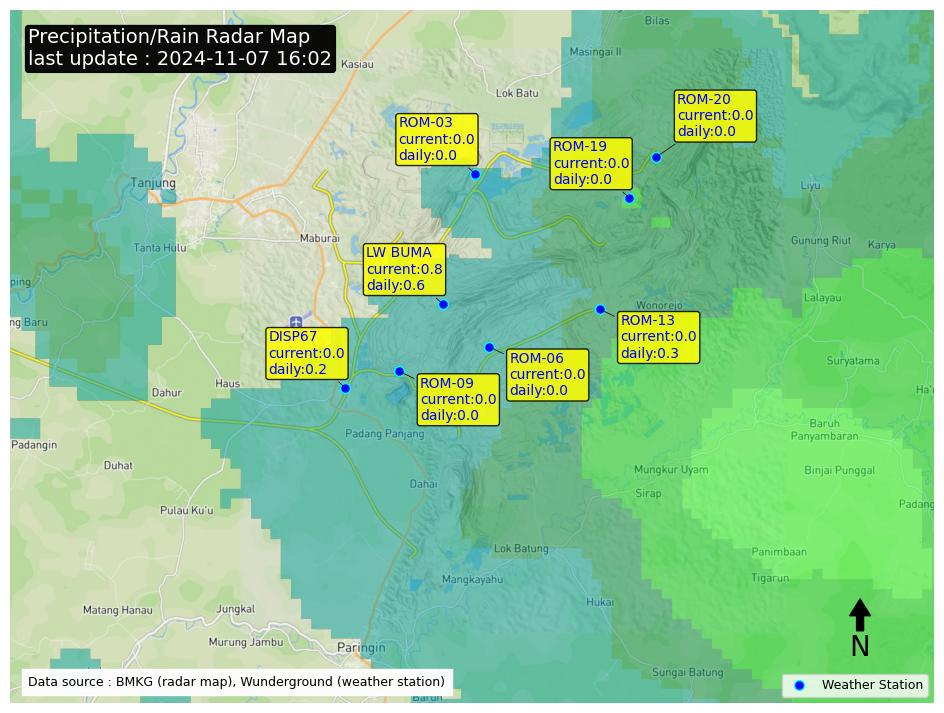 Precipitation/Rain Radar Map
last update : 2024-11-07 16:02
Bilas
Masingai II
Kasiau
Lok Batu
ROM-20
current:0.0
daily:0.0
ROM-03
current:0.0
daily:0.0
ROM-19
current:0.0
daily:0.0
Tanjung
Liyu
Maburai
Tanta Hulu
Gunung Riut
Karya
LW BUMA
current:0.8
daily:0.6
ping
Lalayau
Wonorejo
ng Baru
ROM-13
current:0.0
daily:0.3
DISP67
current:0.0
daily:0.2
ROM-06
current:0.0
daily:0.0
Suryatama
Haus
ROM-09
current:0.0
daily:0.0
Dahur
Ha'
Baruh
Panyambaran
Padang Panjang
Padangin
Duhat
Mungkur Uyam
Binjai Punggal
Dahai
Sirap
Padang
Pulau Ku'u
Lok Batung
Panimbaan
Mangkayahu
Tigarun
Hukai
Matang Hanau
Jungkal
Murung Jambu
Paringin
N
Sungai Batung
Data source : BMKG (radar map), Wunderground (weather station)
Weather Station
Baruh